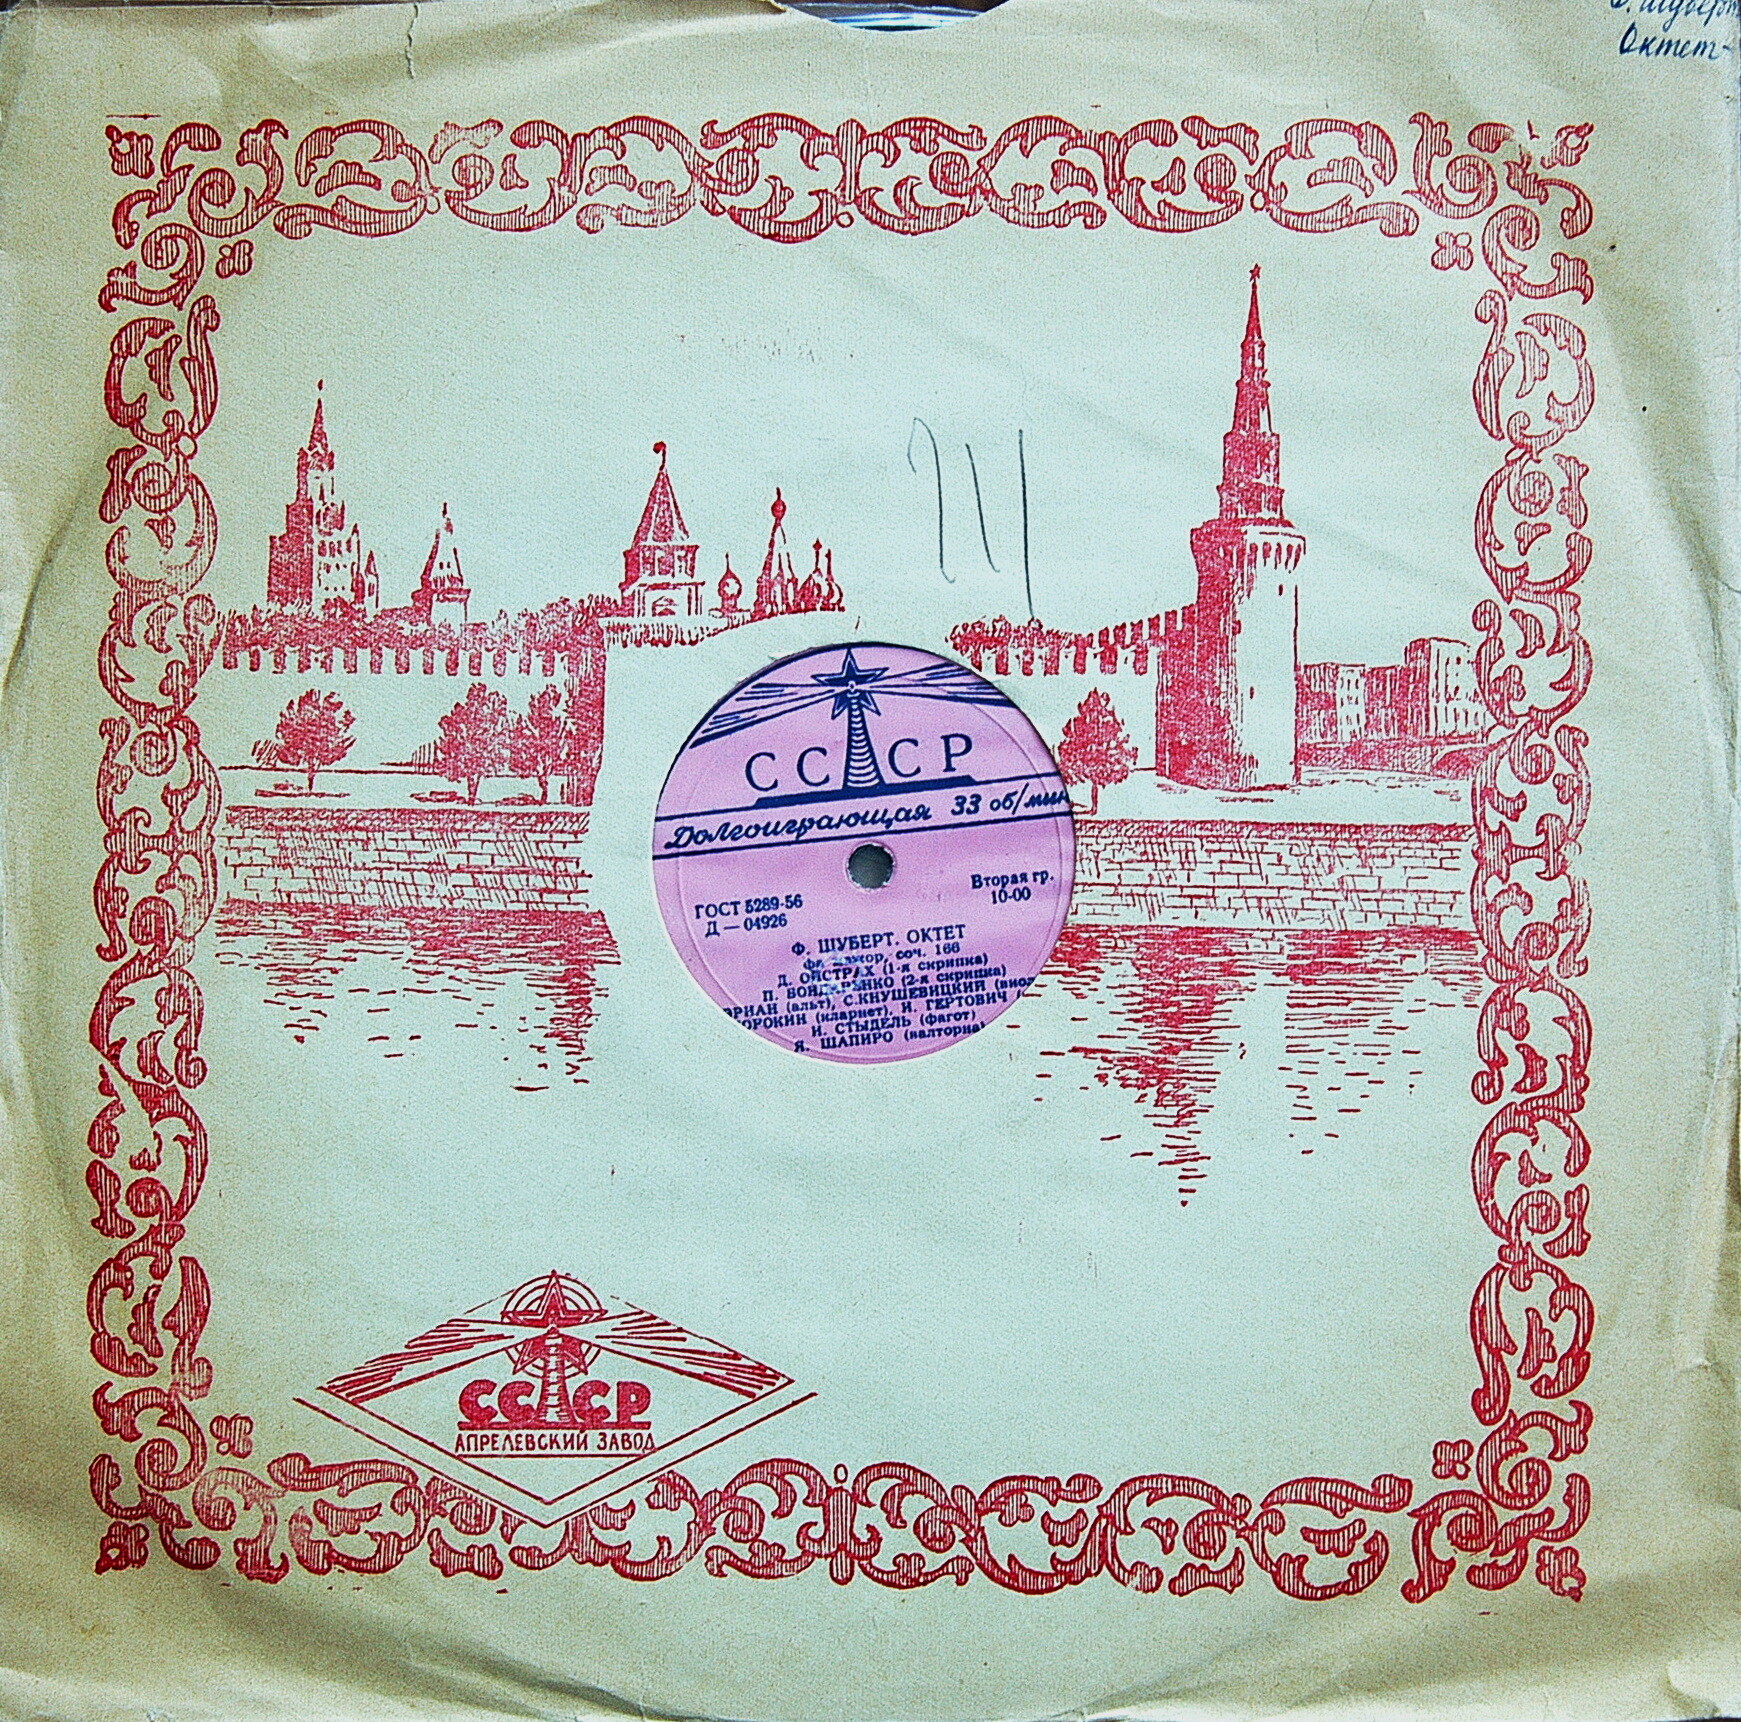 Октет-
СССР
Долгоиграющая 33 об/мин
ГОСТ 5289-56
Д — 04926
Вторая гр.
10-00
Ф. ШУБЕРТ. ОКТЕТ
соч. 166
Д. ОЙСТРАХ (1-я скрипка)
П. БОНДАРЕНКО (2-я скрипка)
(альт), С. КНУШЕВИЦКИЙ
(кларнет), И. ГЕРТОВИЧ
И. СТЫДЕЛЬ (фагот)
Я. ШАПИРО (валторна)
СССР
АПРЕЛЕВСКИЙ ЗАВОД